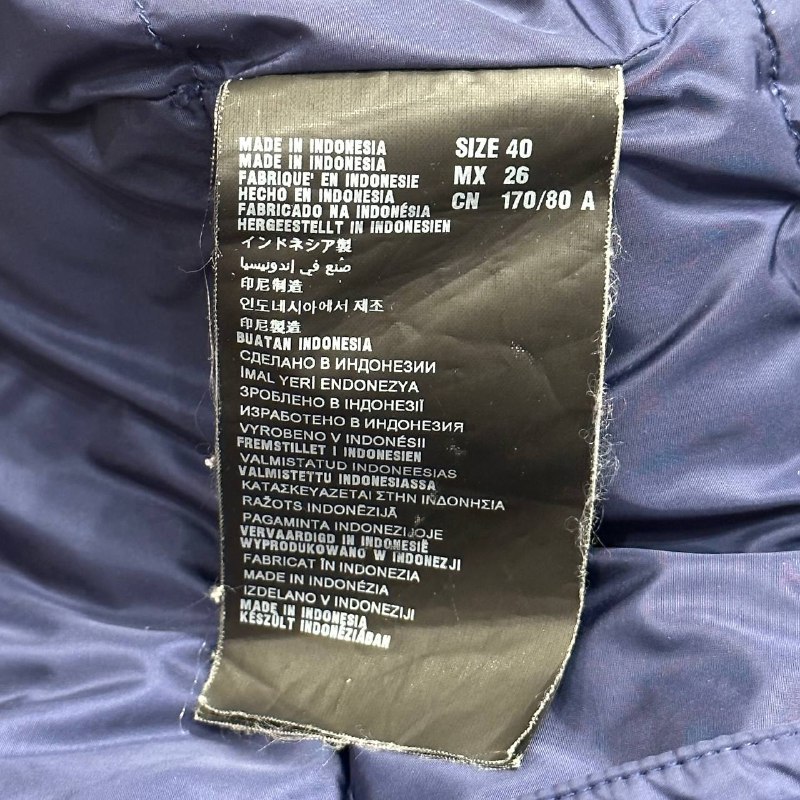 MADE IN INDONESIA
MADE IN INDONESIA
FABRIQUE' EN INDONESIE
HECHO EN INDONESIA
FABRICADO NA INDONÉSIA
HERGEESTELLT IN INDONESIEN
インドネシア製
صنع في إندونيسيا
印尼制造
인도네시아에서 제조
印尼製造
BUATAN INDONESIA
СДЕЛАНО В ИНДОНЕЗИИ
İMAL YERİ ENDONEZYA
ЗРОБЛЕНО В ІНДОНЕЗІЇ
ИЗРАБОТЕНО В ИНДОНЕЗИЯ
VYROBENO V INDONÉSII
FREMSTILLET I INDONESIEN
VALMISTATUD INDONEESIAS
VALMISTETTU INDONESIASSA
ΚΑΤΑΣΚΕΥΑΖΕΤΑΙ ΣΤΗΝ ΙΝΔΟΝΗΣΙΑ
RAŽOTS INDONĒZIJĀ
PAGAMINTA INDONEZIJOJE
VERVAARDIGD IN INDONESIË
WYPRODUKOWANO W INDONEZJI
FABRICAT ÎN INDONEZIA
MADE IN INDONÉZIA
IZDELANO V INDONEZIJI
MADE IN INDONESIA
KÉSZÜLT INDONÉZIÁBAN
SIZE 40
MX 26
CN 170/80 A